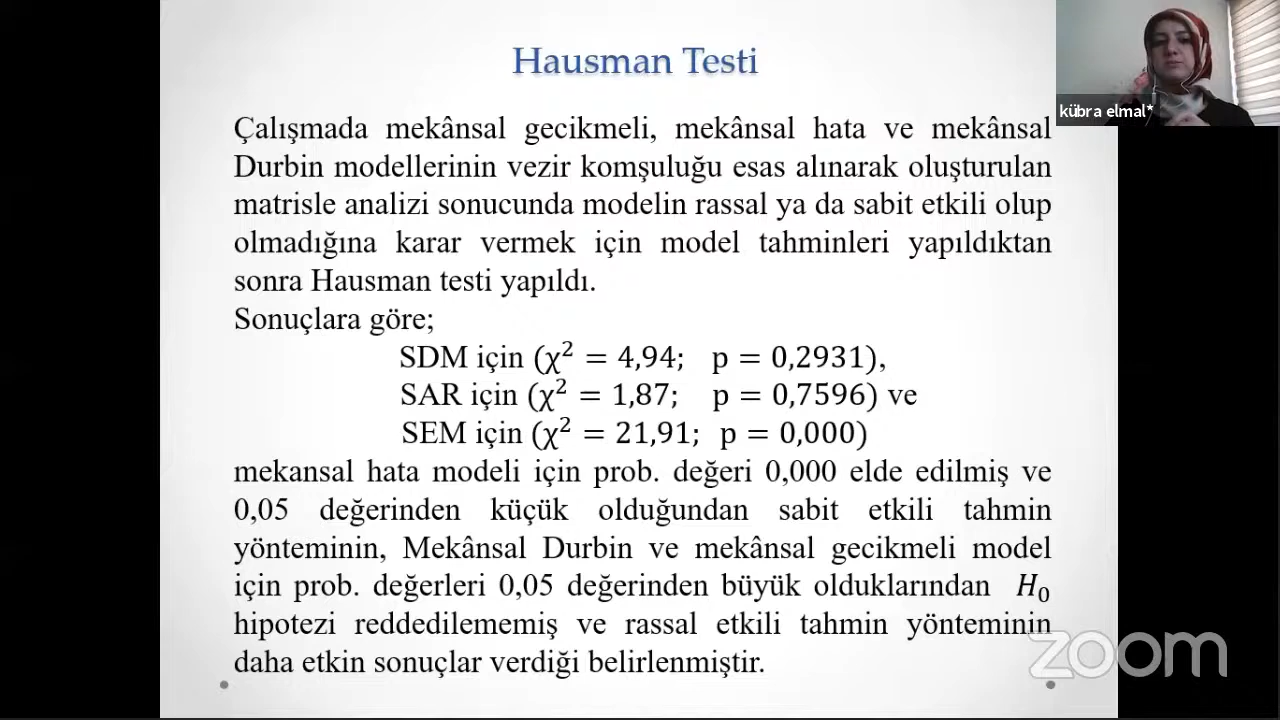 Hausman Testi
kübra elmal*
Çalışmada mekânsal gecikmeli, mekânsal hata ve mekânsal
Durbin modellerinin vezir komşuluğu esas alınarak oluşturulan
matrisle analizi sonucunda modelin rassal ya da sabit etkili olup
olmadığına karar vermek için model tahminleri yapıldıktan
sonra Hausman testi yapıldı.
Sonuçlara göre;
SDM için (χ² = 4,94; p = 0,2931),
SAR için (χ² = 1,87; p = 0,7596) ve
SEM için (χ² = 21,91; p = 0,000)
mekansal hata modeli için prob. değeri 0,000 elde edilmiş ve
0,05 değerinden küçük olduğundan sabit etkili tahmin
yönteminin, Mekânsal Durbin ve mekânsal gecikmeli model
için prob. değerleri 0,05 değerinden büyük olduklarından H₀
hipotezi reddedilememiş ve rassal etkili tahmin yönteminin
daha etkin sonuçlar verdiği belirlenmiştir.
zoom